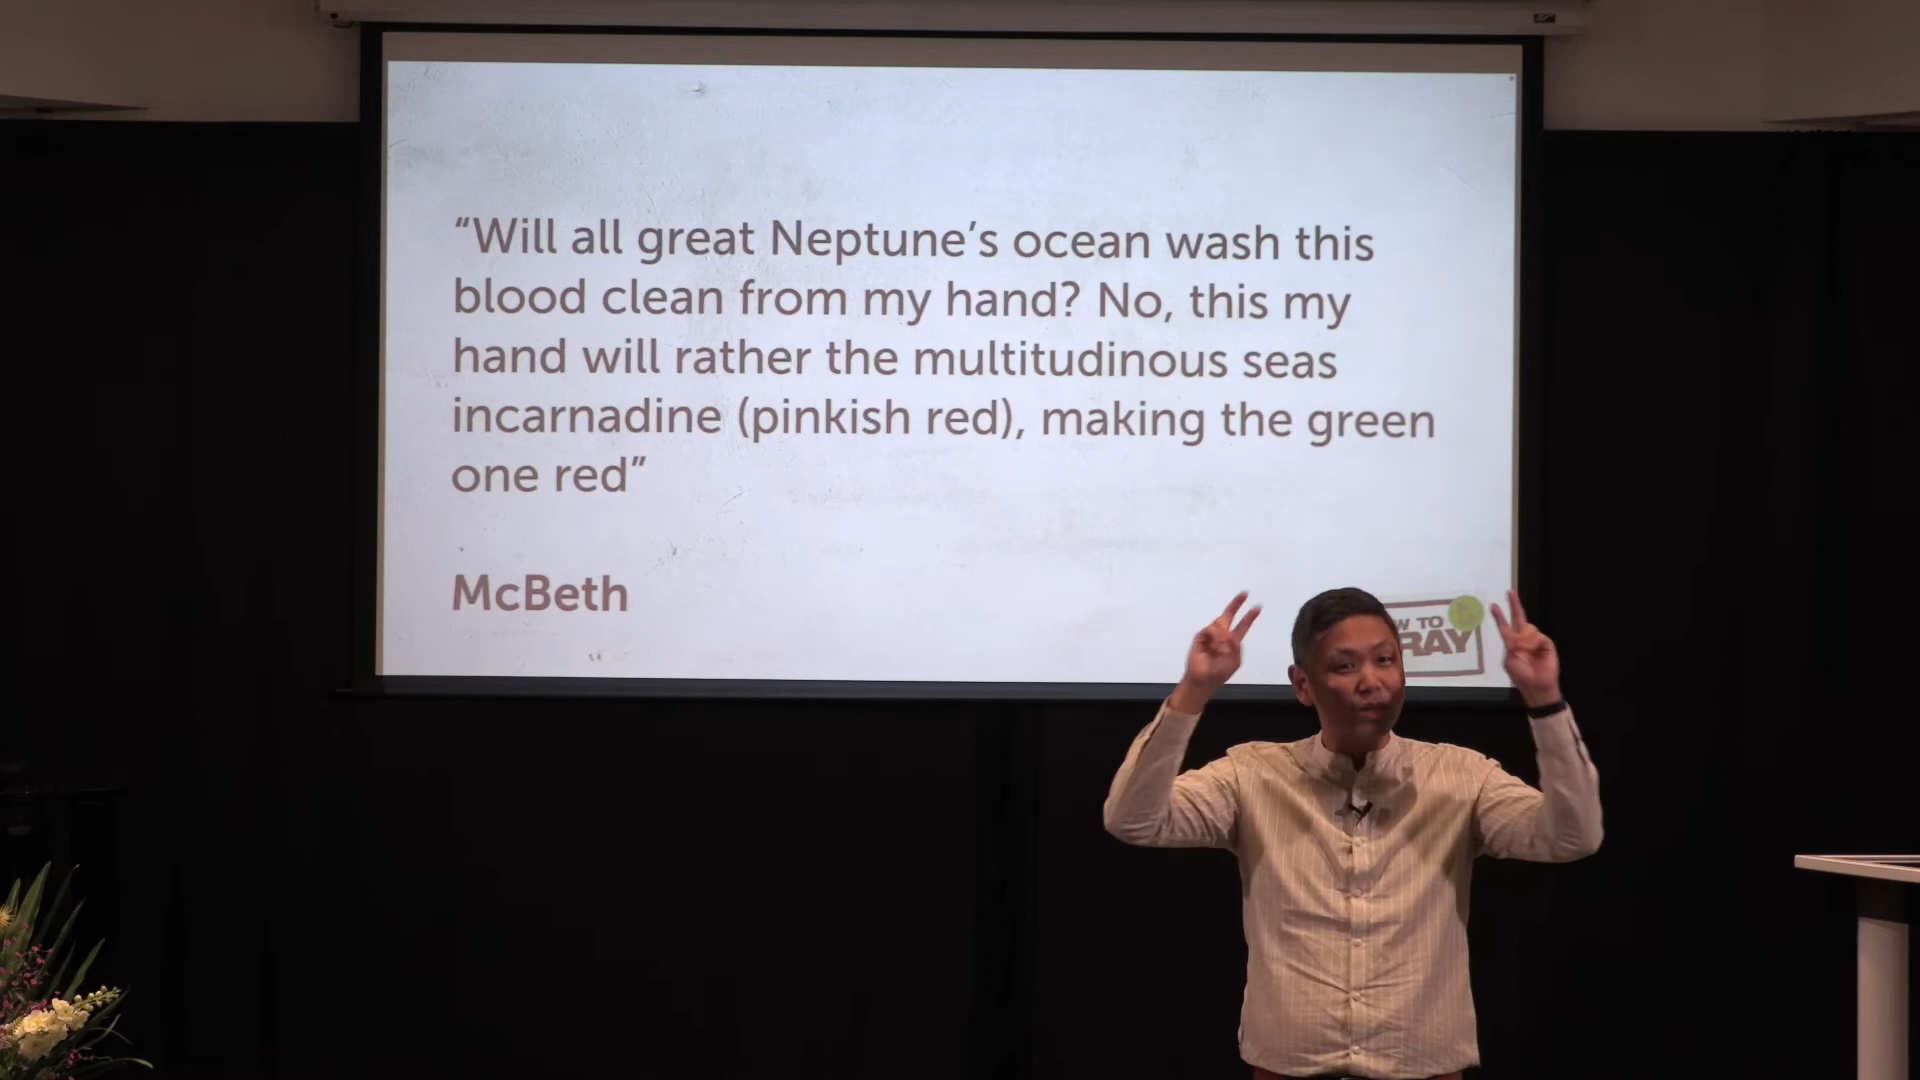 “Will all great Neptune’s ocean wash this
blood clean from my hand? No, this my
hand will rather the multitudinous seas
incarnadine (pinkish red), making the green
one red”
McBeth
TO